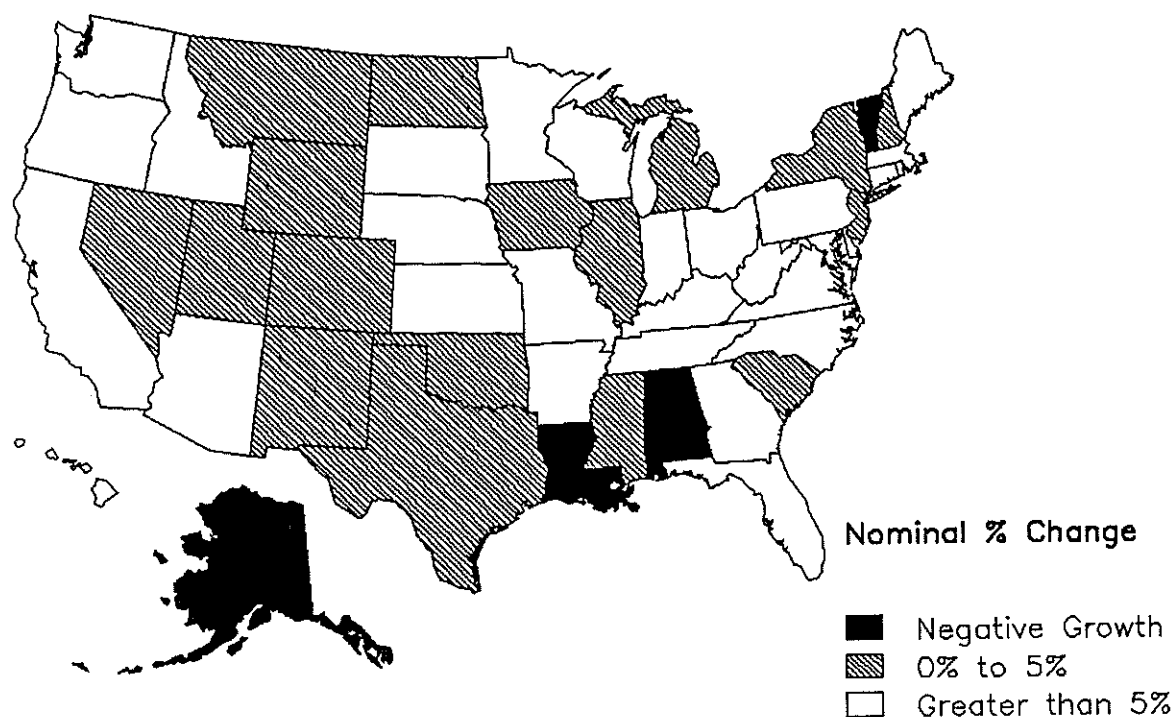 Nominal % Change
Negative Growth
0% to 5%
Greater than 5%